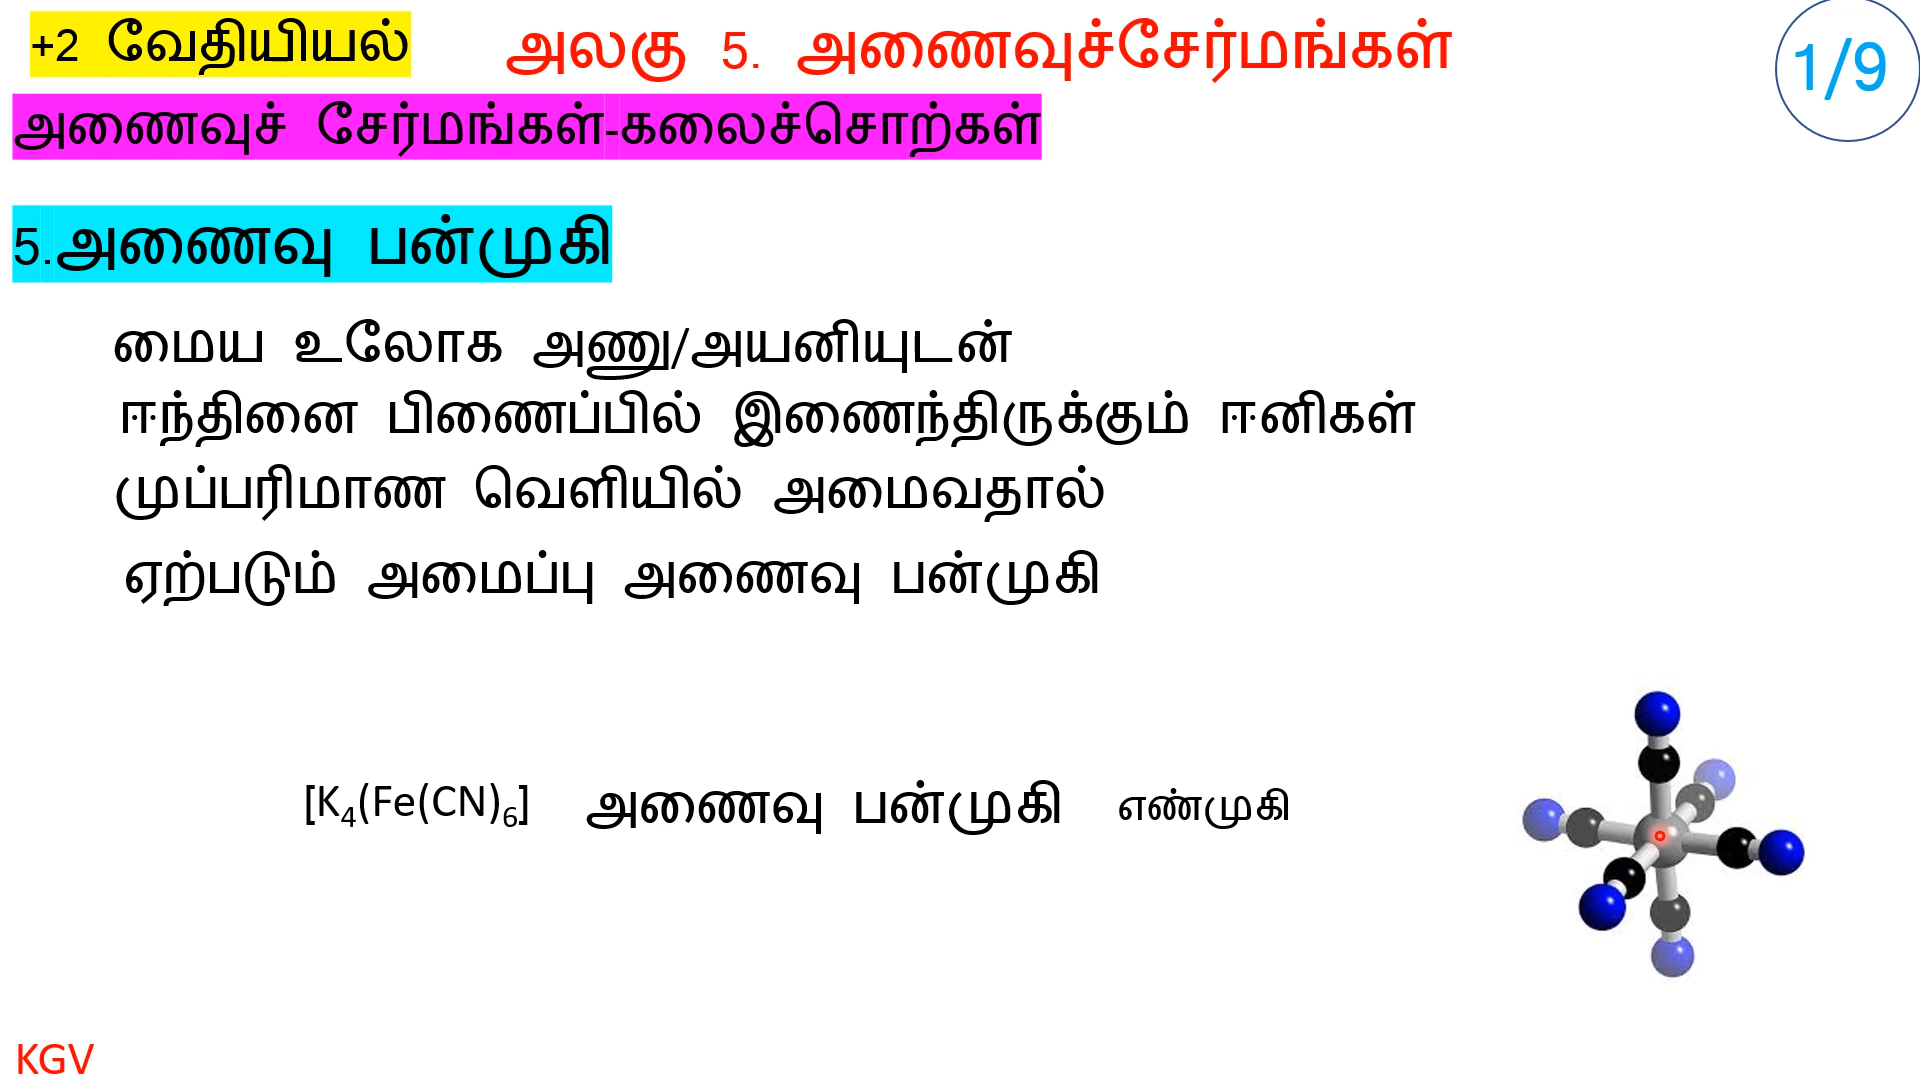 +2 வேதியியல்
அலகு 5. அணைவுச்சேர்மங்கள்
1/9
அணைவுச் சேர்மங்கள்-கலைச்சொற்கள்
5.அணைவு பன்முகி
மைய உலோக அணு/அயனியுடன்
ஈந்தினை பிணைப்பில் இணைந்திருக்கும் ஈனிகள்
முப்பரிமாண வெளியில் அமைவதால்
ஏற்படும் அமைப்பு அணைவு பன்முகி
[K₄(Fe(CN)₆] அணைவு பன்முகி எண்முகி
KGV